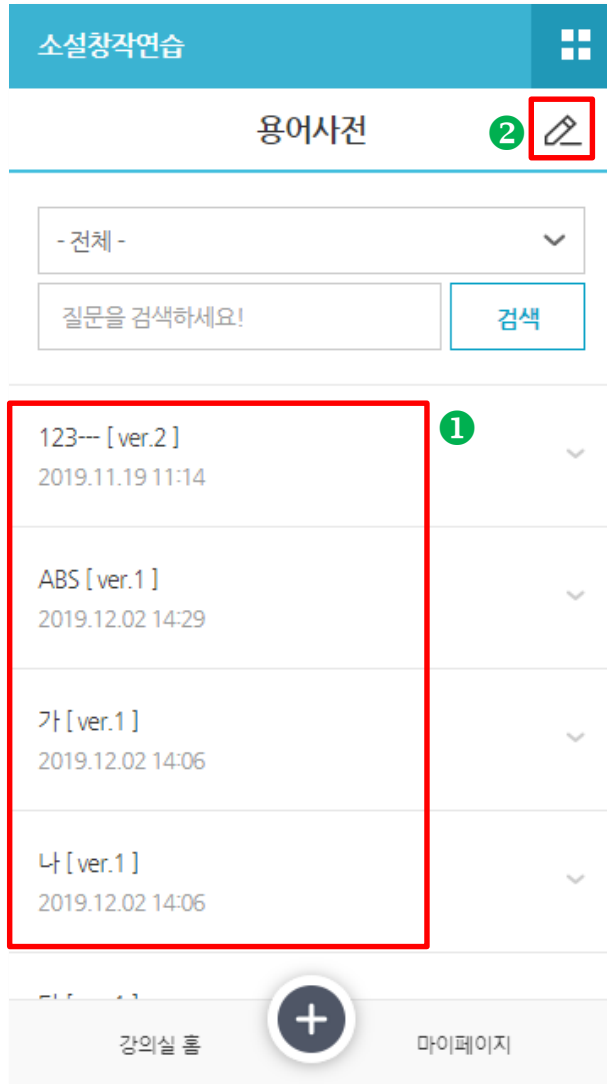 소설창작연습
용어사전
2
- 전체 -
질문을 검색하세요!
검색
1
123--- [ ver.2 ]
2019.11.19 11:14
ABS [ ver.1 ]
2019.12.02 14:29
가 [ ver.1 ]
2019.12.02 14:06
나 [ ver.1 ]
2019.12.02 14:06
강의실 홈
마이페이지